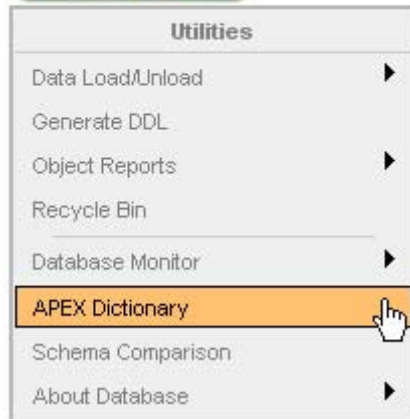 Utilities
Data Load/Unload
Generate DDL
Object Reports
Recycle Bin
Database Monitor
APEX Dictionary
Schema Comparison
About Database